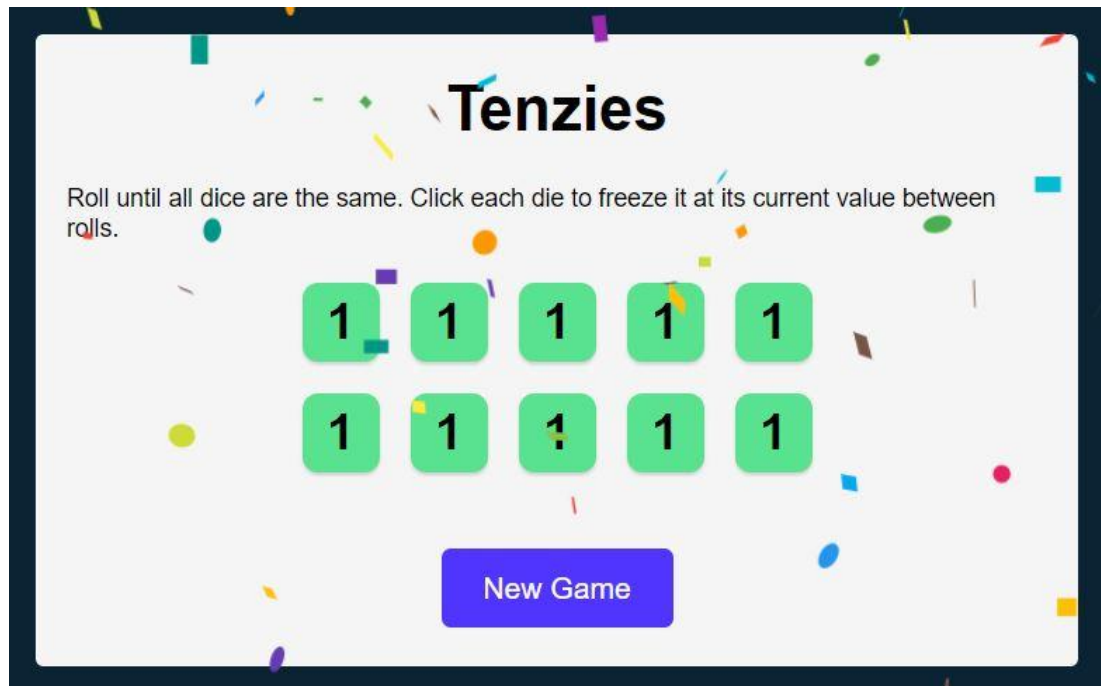 Tenzies
Roll until all dice are the same. Click each die to freeze it at its current value between
rolls.
1 1 1 1 1
1 1 1 1 1
New Game